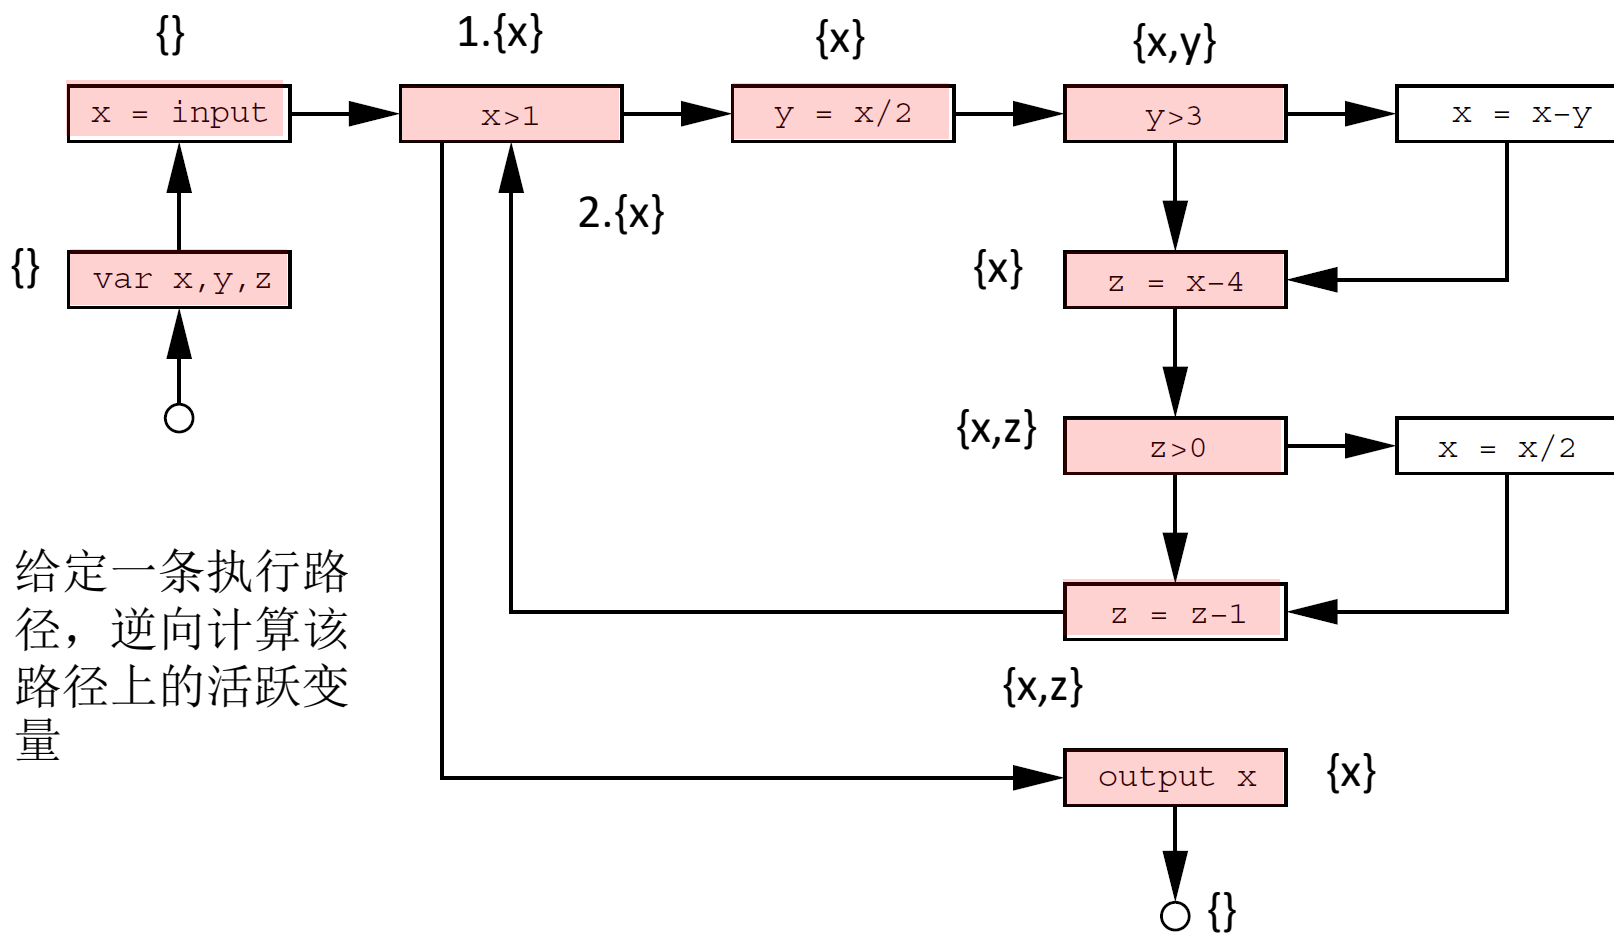 {}
1.{x}
{x}
{x,y}
x = input
x>1
y = x/2
y>3
x = x-y
2.{x}
{}
var x,y,z
{x}
z = x-4
{x,z}
z>0
x = x/2
给定一条执行路
径，逆向计算该
路径上的活跃变
量
z = z-1
{x,z}
output x
{x}
{}